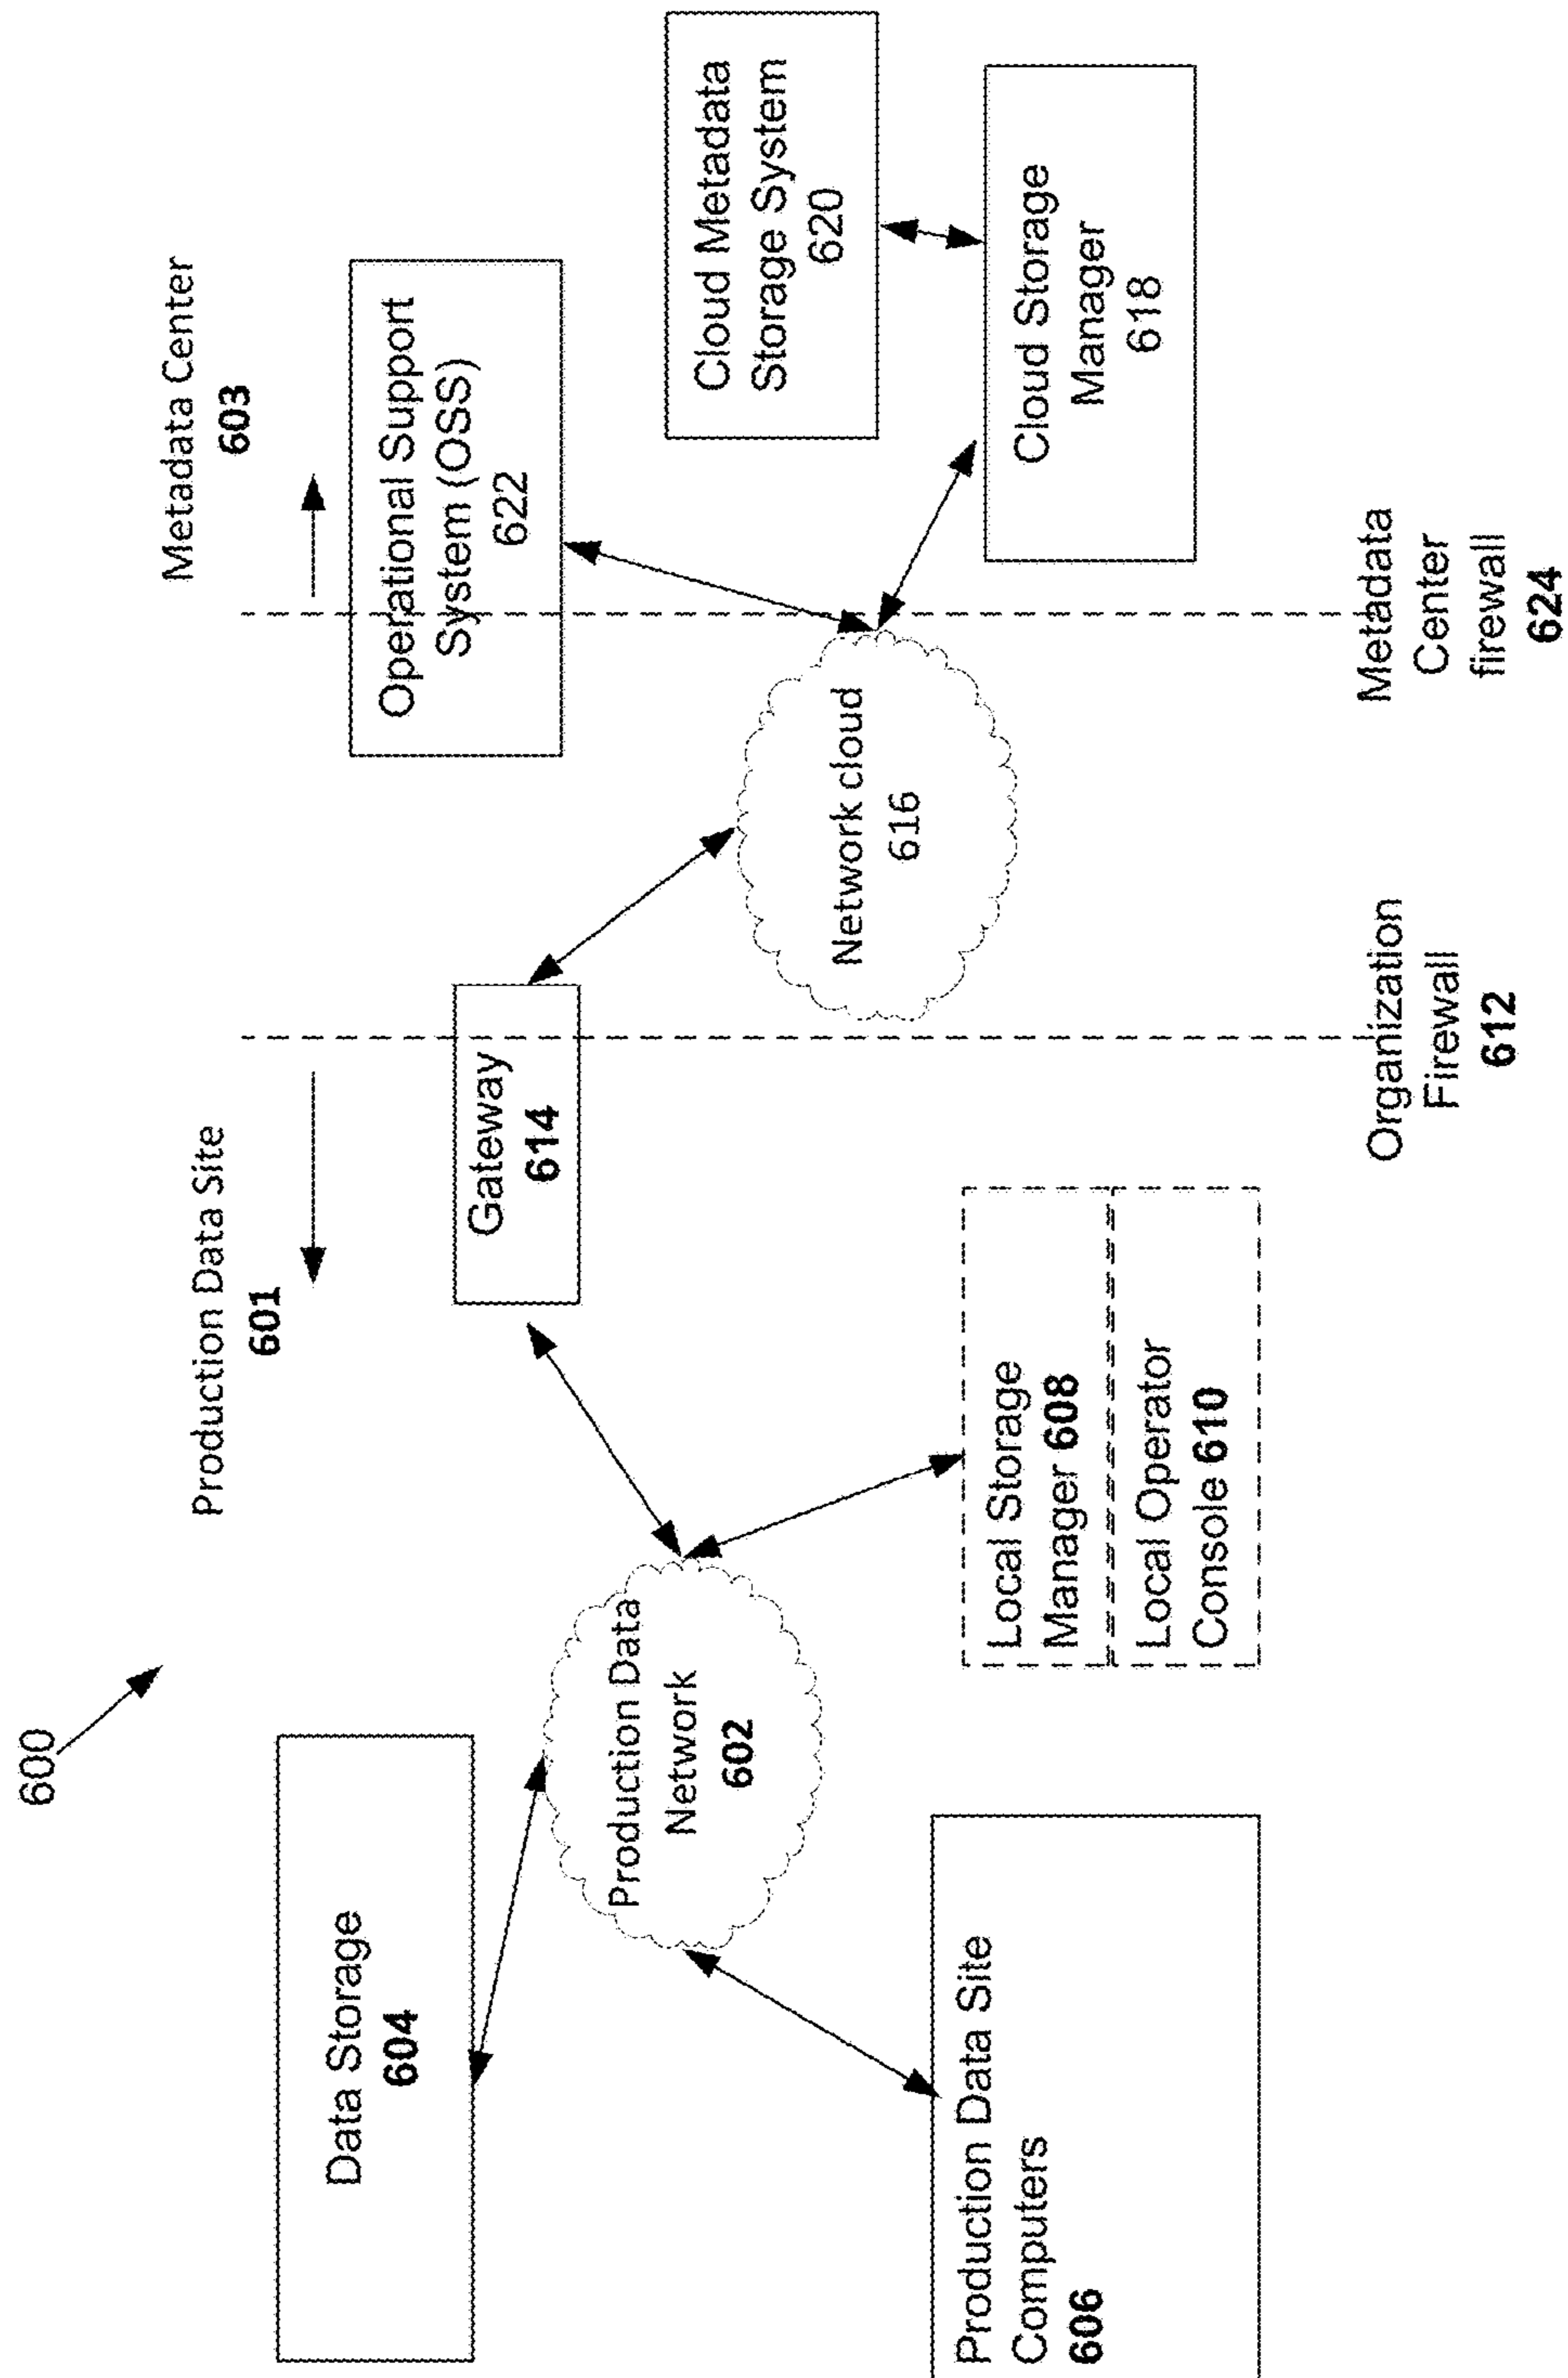 600
Production Data Site
601
Metadata Center
603
Data Storage
604
Operational Support
System (OSS)
622
Gateway
614
Production Data
Network
602
Network cloud
616
Cloud Metadata
Storage System
620
Cloud Storage
Manager
618
Production Data Site
Computers
606
Local Storage
Manager 608
Local Operator
Console 610
Organization
Firewall
612
Metadata
Center
firewall
624